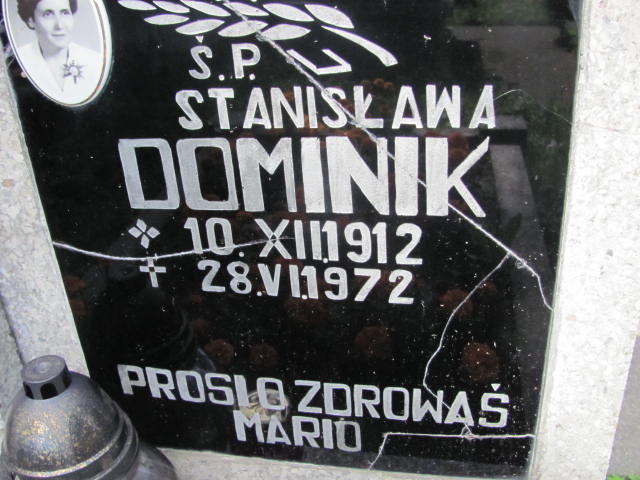 Ś.P.
STANISŁAWA
DOMINIK
10. XII.1912
28.VI.1972
PROSI O ZDROWAŚ
MARIO